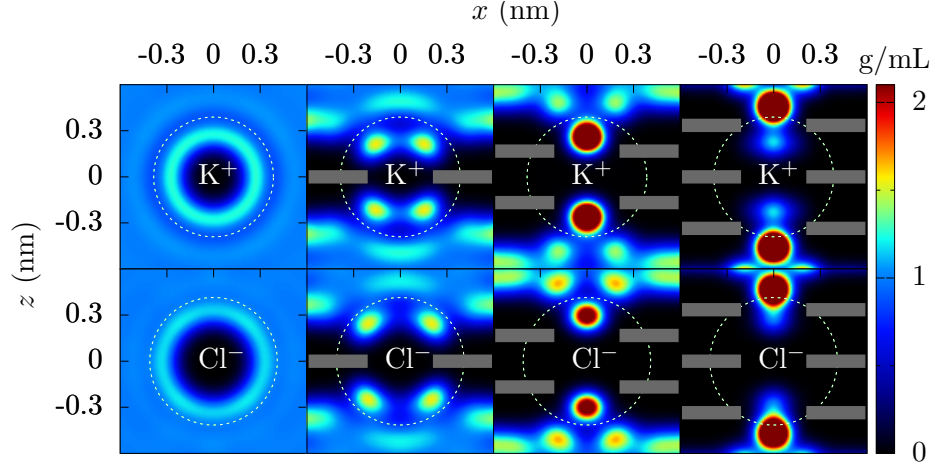 x (nm)
-0.3 0 0.3 -0.3 0 0.3 -0.3 0 0.3 -0.3 0 0.3 g/mL
z (nm)
0.3 0 -0.3
K+ K+ K+ K+
0.3 0 -0.3
Cl− Cl− Cl− Cl−
2
1
0